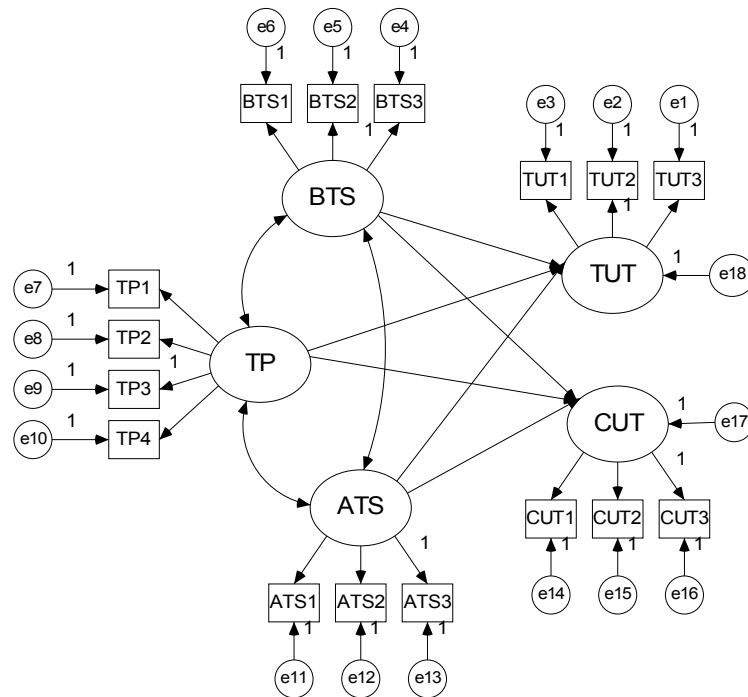 e6 e5 e4
1 1 1
BTS1 BTS2 BTS3
1
BTS
e3 e2 e1
1 1 1
TUT1 TUT2 TUT3
1
TUT
1
e18
e7 1 TP1
e8 1 TP2
e9 1 TP3
1
e10 1 TP4
TP
CUT
1
e17
1
CUT1 CUT2 CUT3
1 1 1
e14 e15 e16
ATS
1
ATS1 ATS2 ATS3
1 1 1
e11 e12 e13